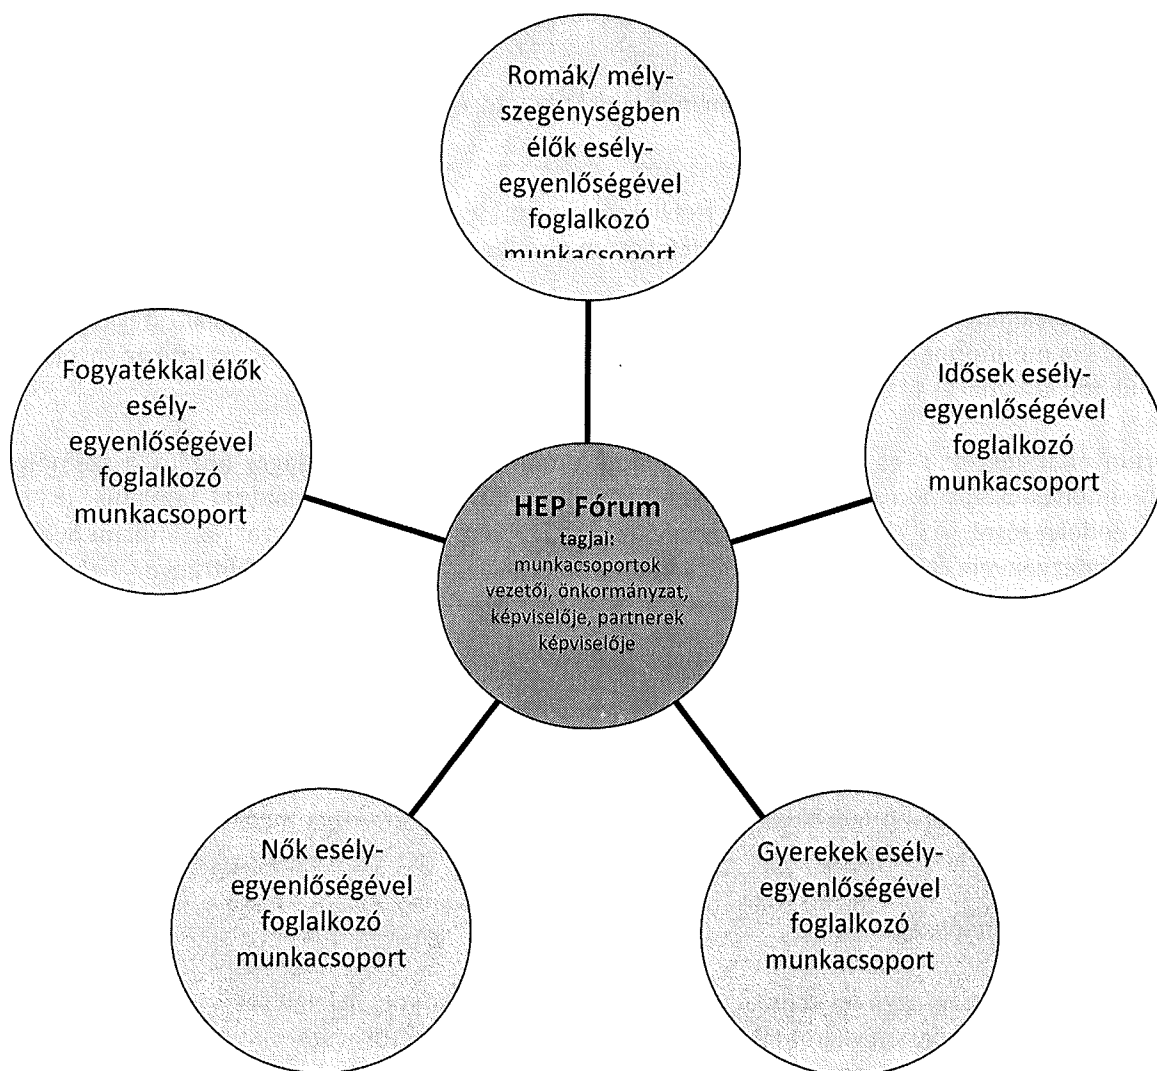 Romák/ mély-
szegénységben
élők esély-
egyenlőségével
foglalkozó
munkacsoport
Fogyatékkal élők
esély-
egyenlőségével
foglalkozó
munkacsoport
Idősek esély-
egyenlőségével
foglalkozó
munkacsoport
HEP Fórum
tagjai:
munkacsoportok
vezetői, önkormányzat,
képviselője, partnerek
képviselője
Nők esély-
egyenlőségével
foglalkozó
munkacsoport
Gyerekek esély-
egyenlőségével
foglalkozó
munkacsoport